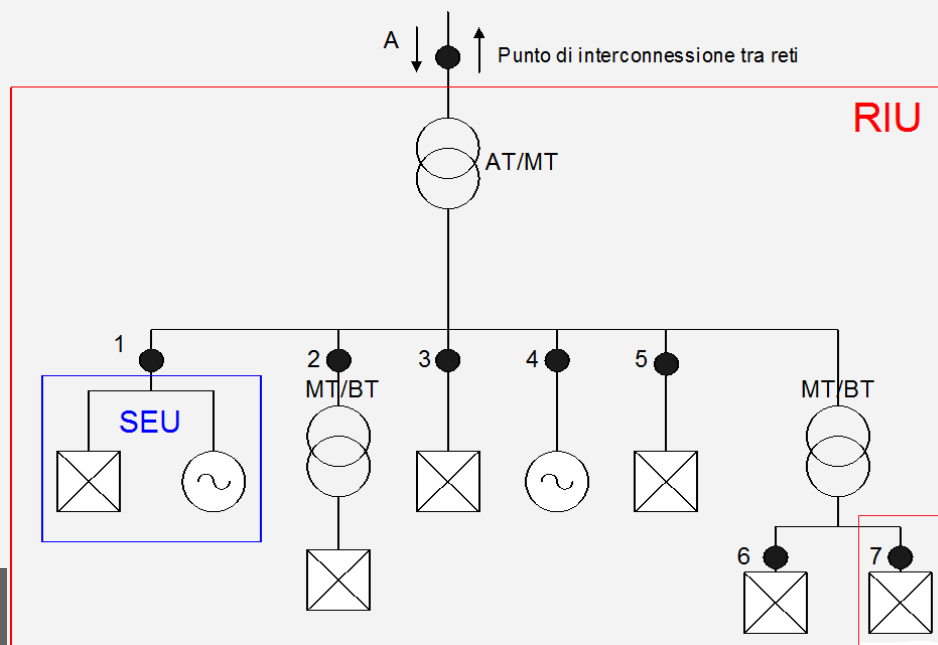 A
Punto di interconnessione tra reti
RIU
AT/MT
1
2
3
4
5
MT/BT
MT/BT
SEU
6
7